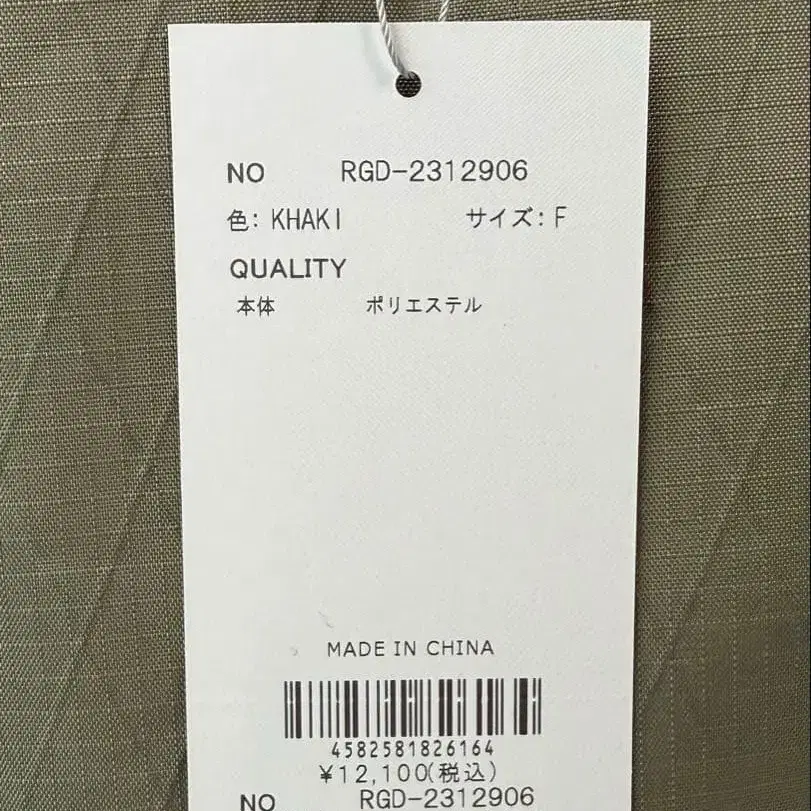 NO RGD-2312906
色: KHAKI サイズ: F
QUALITY
本体 ポリエステル
MADE IN CHINA
4582581826164
¥12,100(税込)
NO RGD-2312906